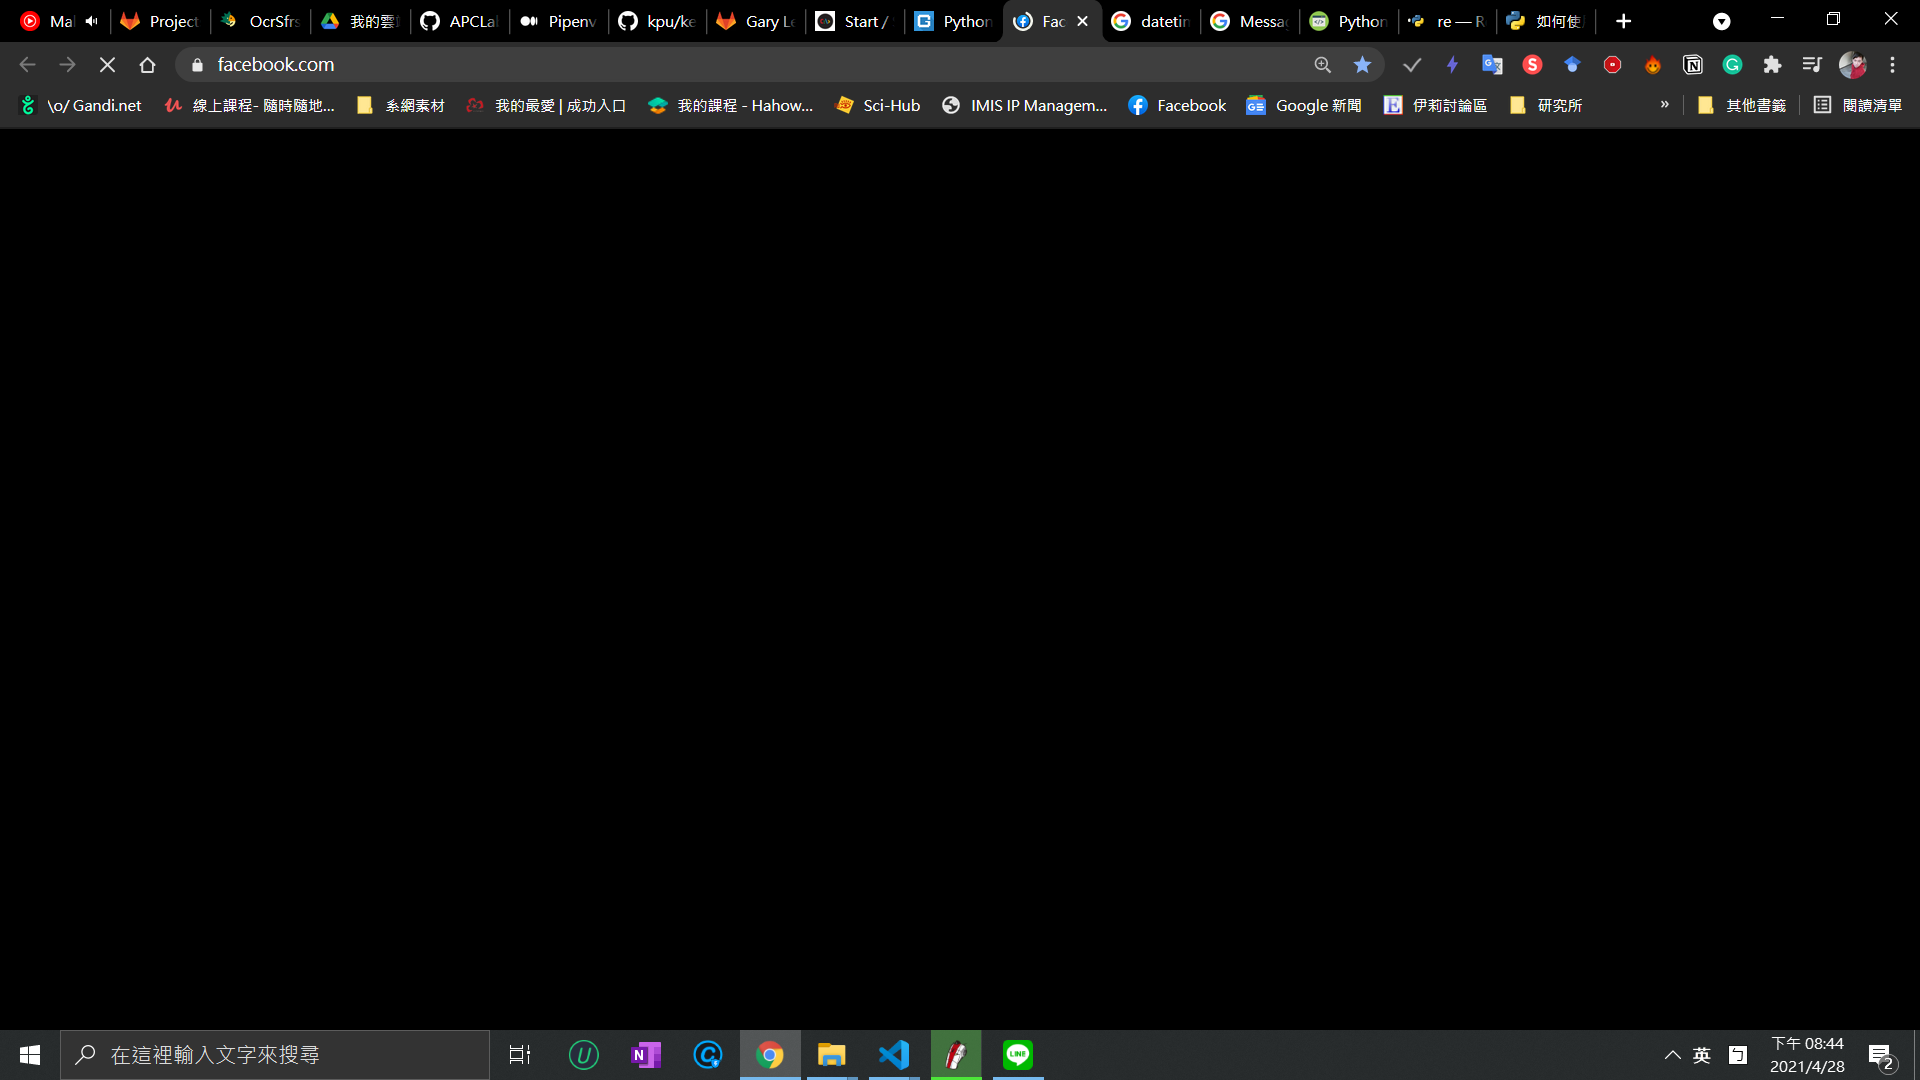 Mal Project OcrSfrs 我的雲 APCLa Pipenv kpu/ke Gary Le Start / Python Fac datetim Messa Python re — R 如何使
facebook.com
\o/ Gandi.net 線上課程- 隨時隨地... 系網素材 我的最愛 | 成功入口 我的課程 - Hahow... Sci-Hub IMIS IP Managem... Facebook Google 新聞 伊莉討論區 研究所 » 其他書籤 閱讀清單
在這裡輸入文字來搜尋 英 ㄅ 下午 08:44
2021/4/28 2